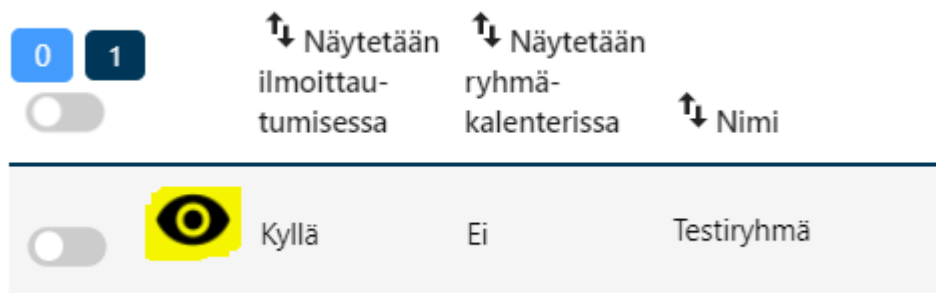 0 1
Näytetään
ilmoittau-
tumisessa
Näytetään
ryhmä-
kalenterissa
Nimi
Kyllä Ei Testiryhmä